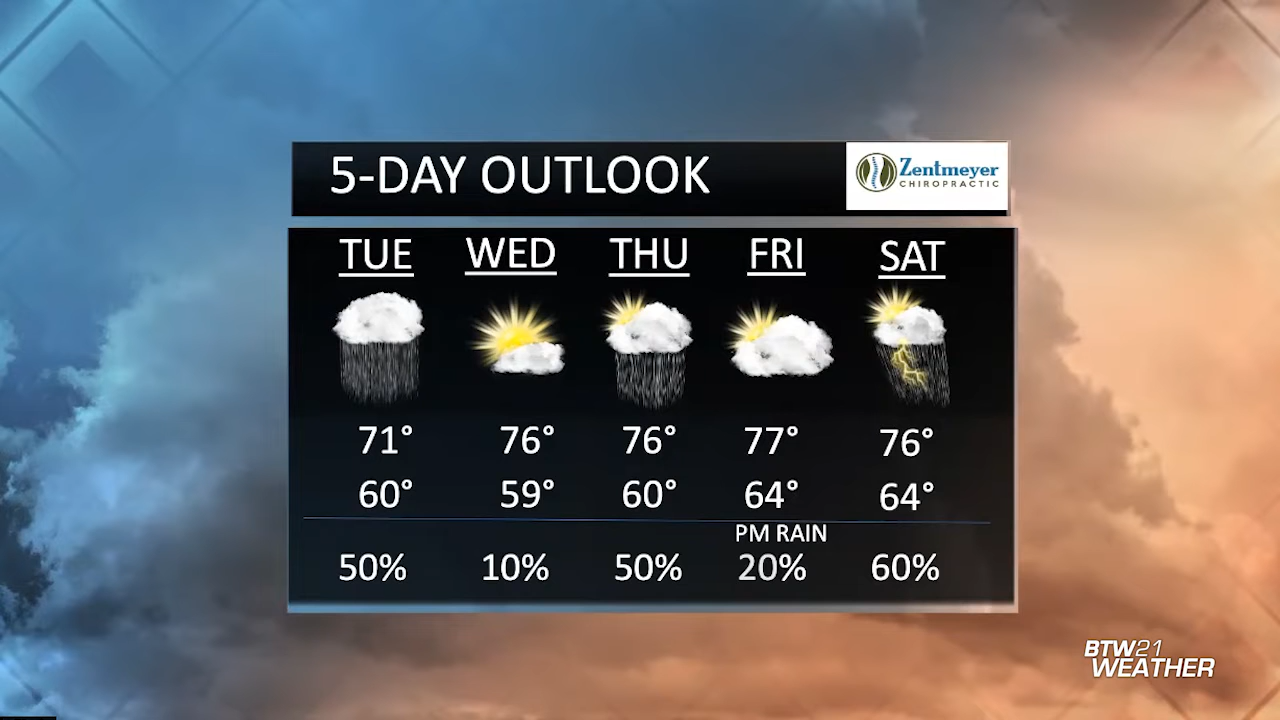 5-DAY OUTLOOK
Zentmeyer
CHIROPRACTIC
TUE WED THU FRI SAT
71° 76° 76° 77° 76°
60° 59° 60° 64° 64°
PM RAIN
50% 10% 50% 20% 60%
BTW21
WEATHER